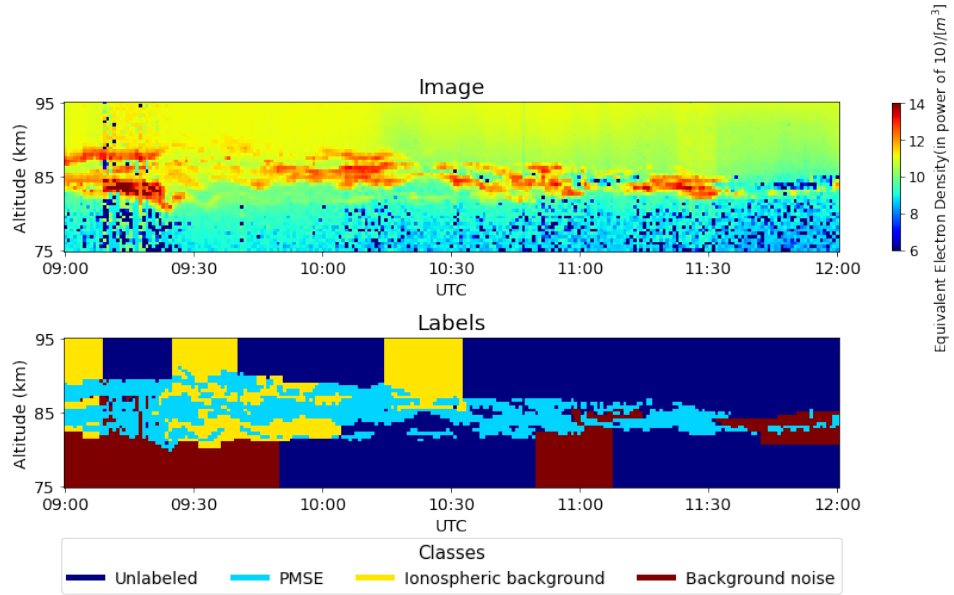 Image
95
85
75
Altitude (km)
09:00 09:30 10:00 10:30 11:00 11:30 12:00
UTC
14
12
10
8
6
Equivalent Electron Density(in power of 10)/[m^3]
Labels
95
85
75
Altitude (km)
09:00 09:30 10:00 10:30 11:00 11:30 12:00
UTC
Classes
Unlabeled PMSE Ionospheric background Background noise